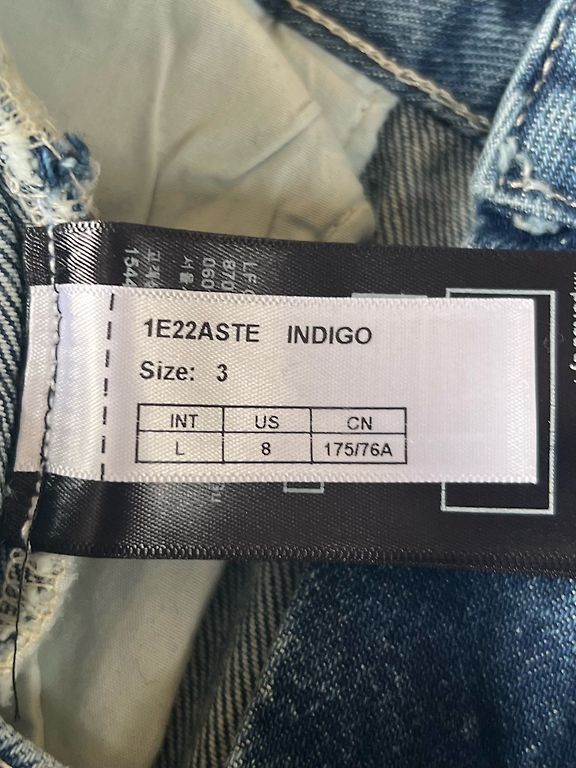 1E22ASTE INDIGO
Size: 3
INT US CN
L 8 175/76A